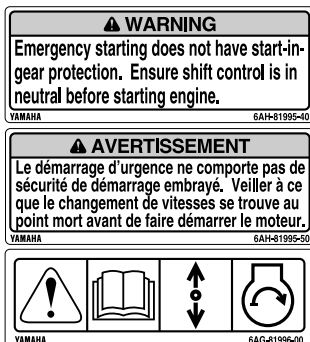 WARNING
Emergency starting does not have start-in-
gear protection. Ensure shift control is in
neutral before starting engine.
YAMAHA 6AH-81995-40
AVERTISSEMENT
Le démarrage d'urgence ne comporte pas de
sécurité de démarrage embrayé. Veiller à ce
que le changement de vitesses se trouve au
point mort avant de faire démarrer le moteur.
YAMAHA 6AH-81995-50
YAMAHA 6AG-81996-00